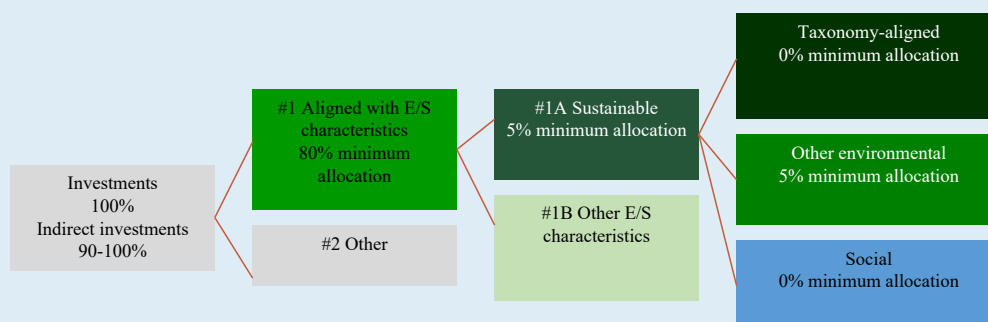 Investments
100%
Indirect investments
90-100%
#1 Aligned with E/S
characteristics
80% minimum
allocation
#2 Other
#1A Sustainable
5% minimum allocation
#1B Other E/S
characteristics
Taxonomy-aligned
0% minimum allocation
Other environmental
5% minimum allocation
Social
0% minimum allocation